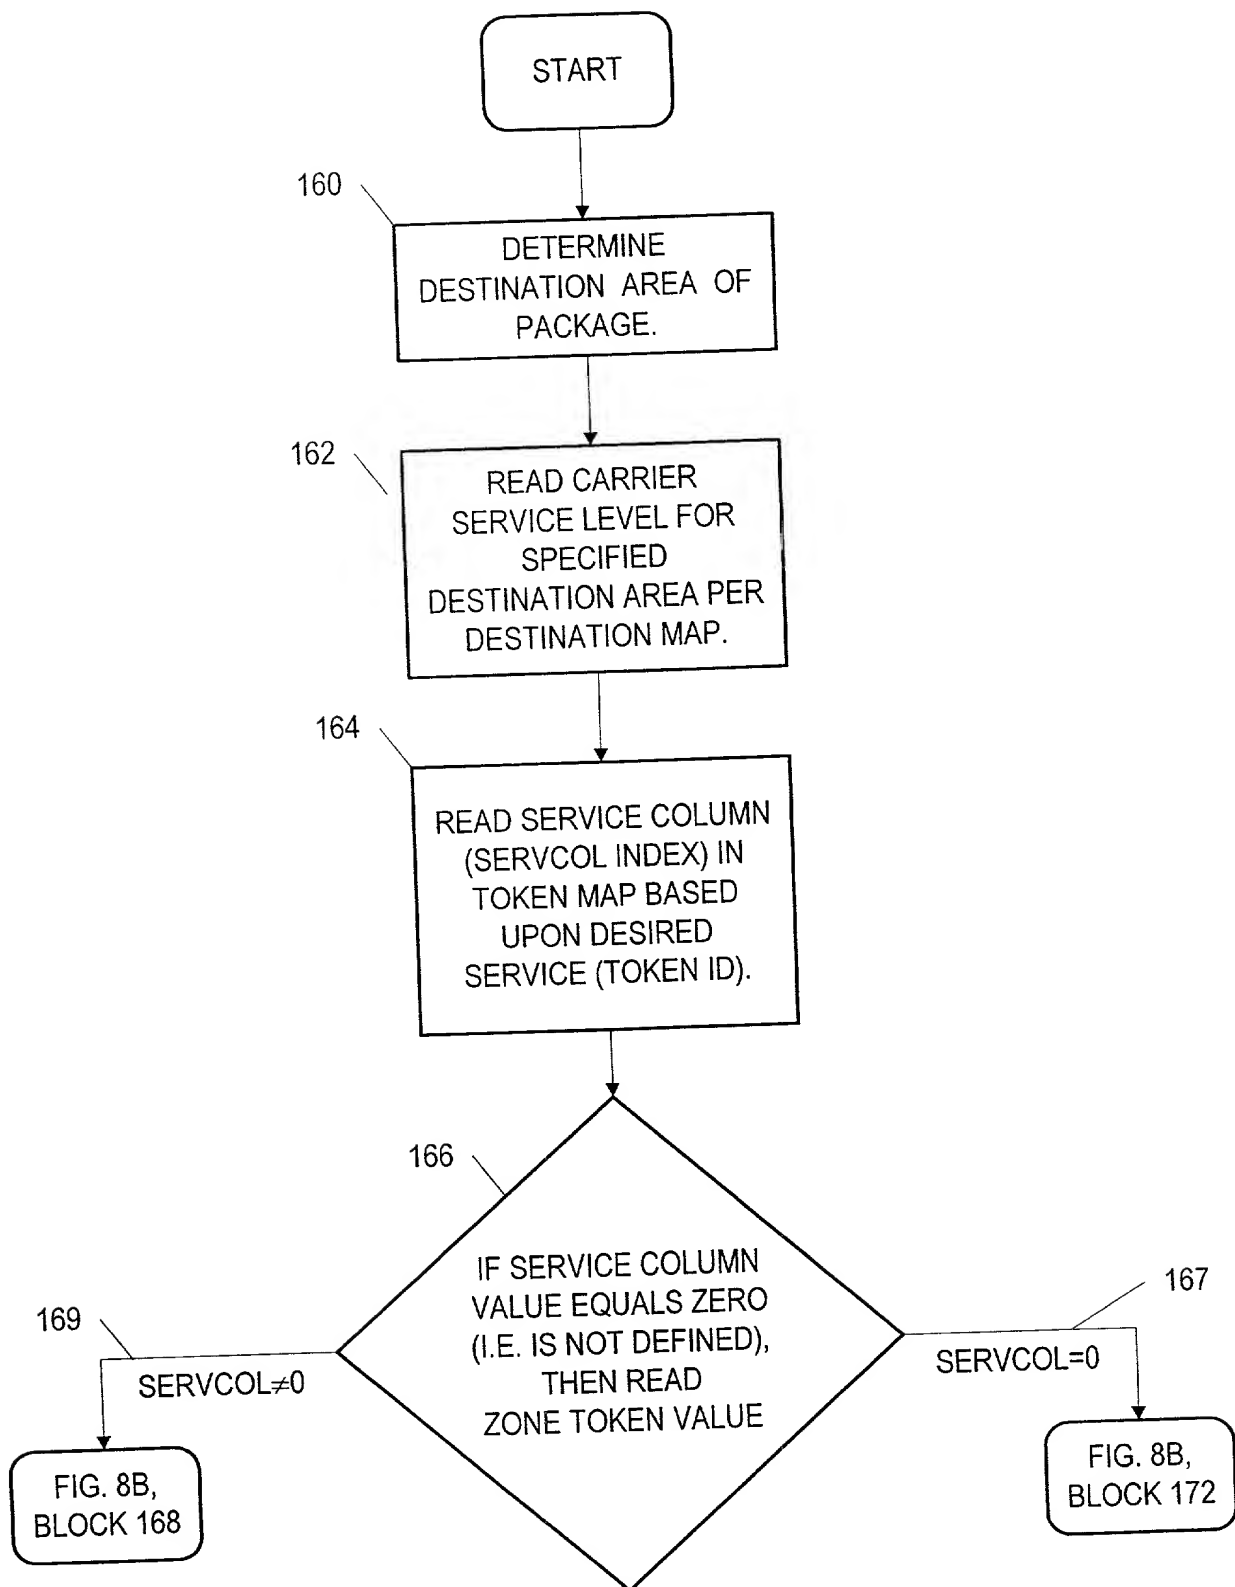 START
160
DETERMINE
DESTINATION AREA OF
PACKAGE.
162
READ CARRIER
SERVICE LEVEL FOR
SPECIFIED
DESTINATION AREA PER
DESTINATION MAP.
164
READ SERVICE COLUMN
(SERVCOL INDEX) IN
TOKEN MAP BASED
UPON DESIRED
SERVICE (TOKEN ID).
166
IF SERVICE COLUMN
VALUE EQUALS ZERO
(I.E. IS NOT DEFINED),
THEN READ
ZONE TOKEN VALUE
169
SERVCOL≠0
167
SERVCOL=0
FIG. 8B,
BLOCK 168
FIG. 8B,
BLOCK 172